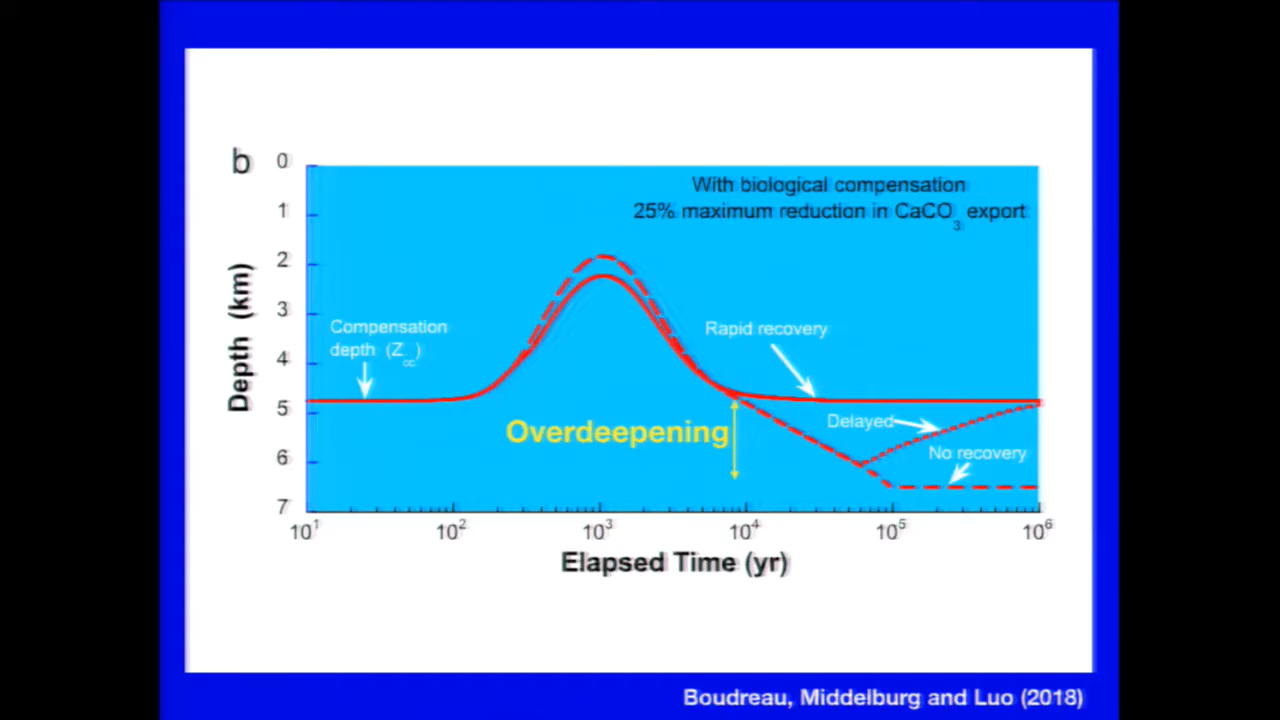 b
With biological compensation
25% maximum reduction in CaCO₃ export
0
1
2
3
4
5
6
7
Depth (km)
Compensation
depth (Zcc)
Rapid recovery
Overdeepening
Delayed
No recovery
10¹
10²
10³
10⁴
10⁵
10⁶
Elapsed Time (yr)
Boudreau, Middelburg and Luo (2018)